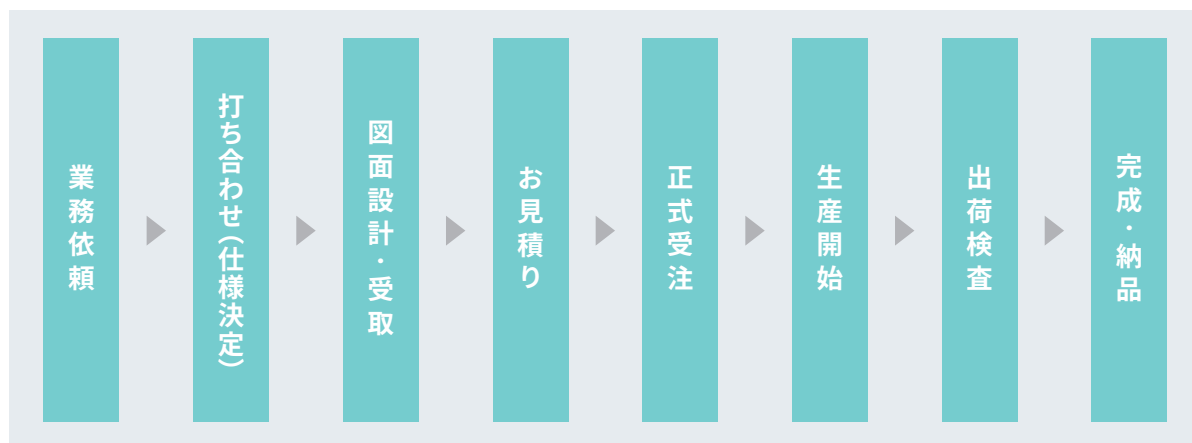 業務依頼
打ち合わせ(仕様決定)
図面設計・受取
お見積り
正式受注
生産開始
出荷検査
完成・納品